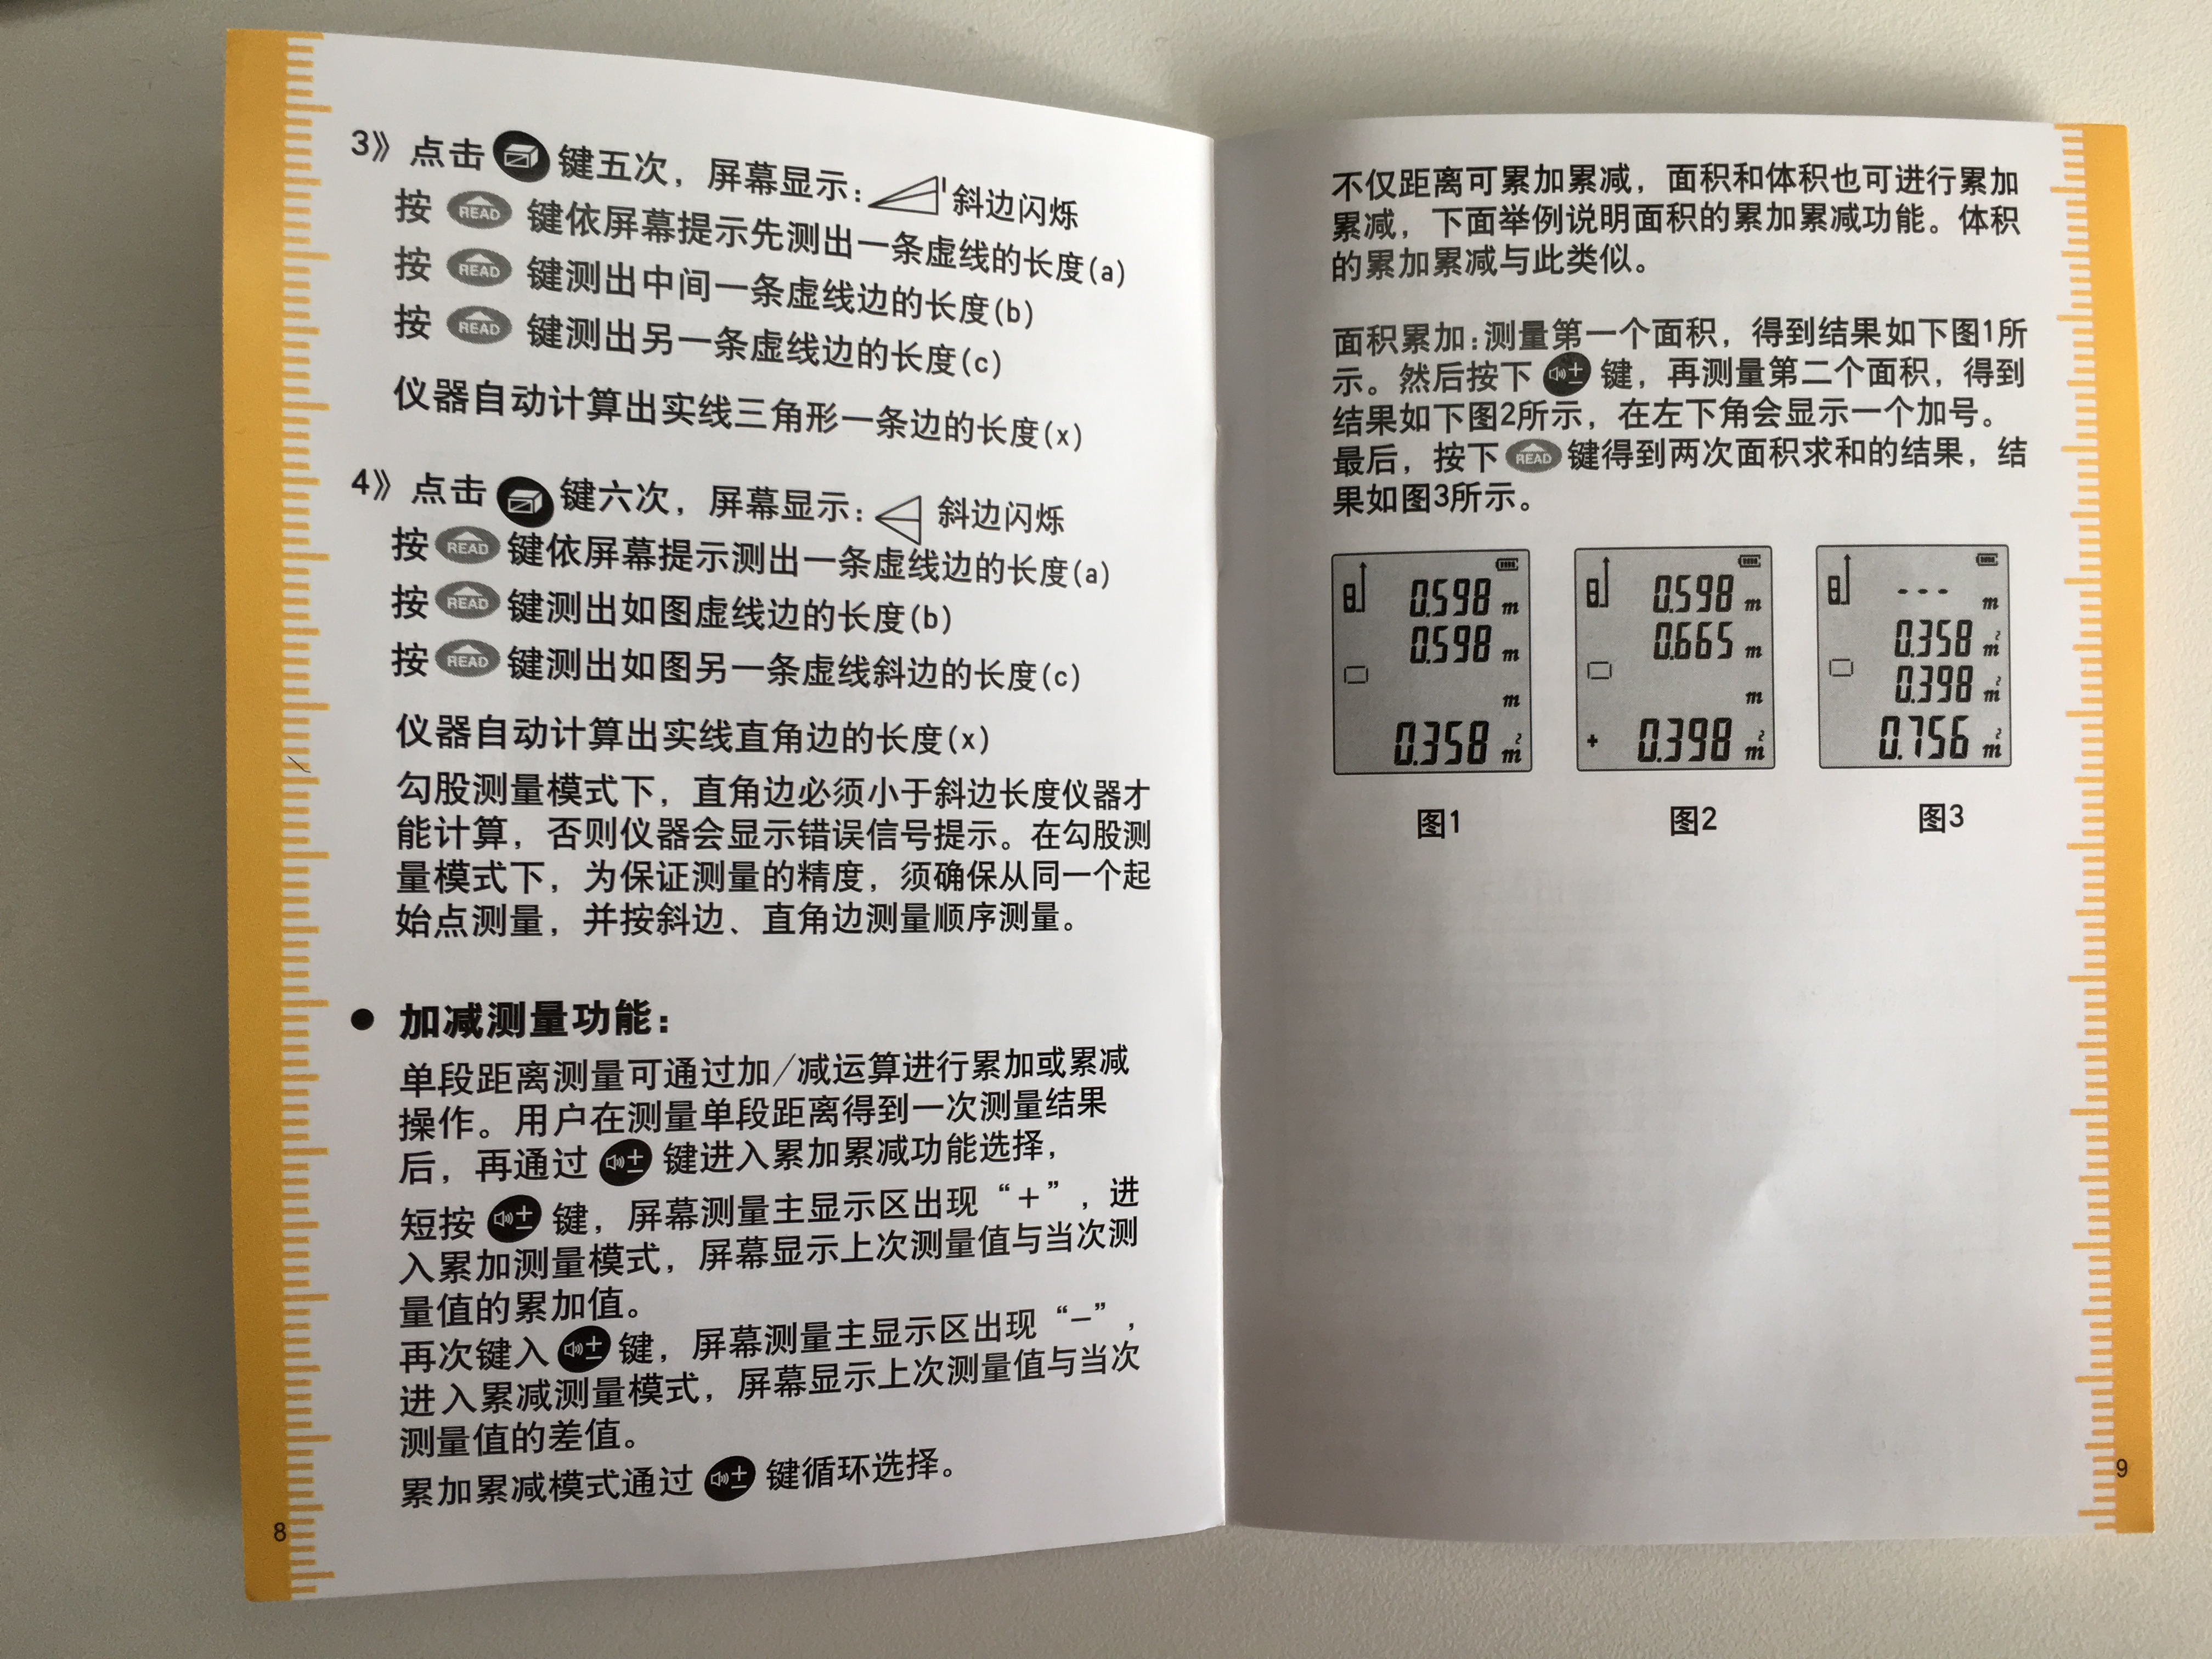 3》 点击 键五次，屏幕显示： 斜边闪烁
按 READ 键依屏幕提示先测出一条虚线的长度(a)
按 READ 键测出中间一条虚线边的长度(b)
按 READ 键测出另一条虚线边的长度(c)
仪器自动计算出实线三角形一条边的长度(x)
4》 点击 键六次，屏幕显示： 斜边闪烁
按 READ 键依屏幕提示测出一条虚线边的长度(a)
按 READ 键测出如图虚线边的长度(b)
按 READ 键测出如图另一条虚线斜边的长度(c)
仪器自动计算出实线直角边的长度(x)
勾股测量模式下，直角边必须小于斜边长度仪器才
能计算，否则仪器会显示错误信号提示。在勾股测
量模式下，为保证测量的精度，须确保从同一个起
始点测量，并按斜边、直角边测量顺序测量。
● 加减测量功能：
单段距离测量可通过加/减运算进行累加或累减
操作。用户在测量单段距离得到一次测量结果
后，再通过 ± 键进入累加累减功能选择，
短按 ± 键，屏幕测量主显示区出现“+”，进
入累加测量模式，屏幕显示上次测量值与当次测
量值的累加值。
再次键入 ± 键，屏幕测量主显示区出现“—”，
进入累减测量模式，屏幕显示上次测量值与当次
测量值的差值。
累加累减模式通过 ± 键循环选择。
8
不仅距离可累加累减，面积和体积也可进行累加
累减，下面举例说明面积的累加累减功能。体积
的累加累减与此类似。
面积累加：测量第一个面积，得到结果如下图1所
示。然后按下 ± 键，再测量第二个面积，得到
结果如下图2所示，在左下角会显示一个加号。
最后，按下 READ 键得到两次面积求和的结果，结
果如图3所示。
0.598 m
0.598 m
m
0.358 m²
图1
0.598 m
0.665 m
m
+ 0.398 m²
图2
--- m
0.358 m²
0.398 m²
0.756 m²
图3
9